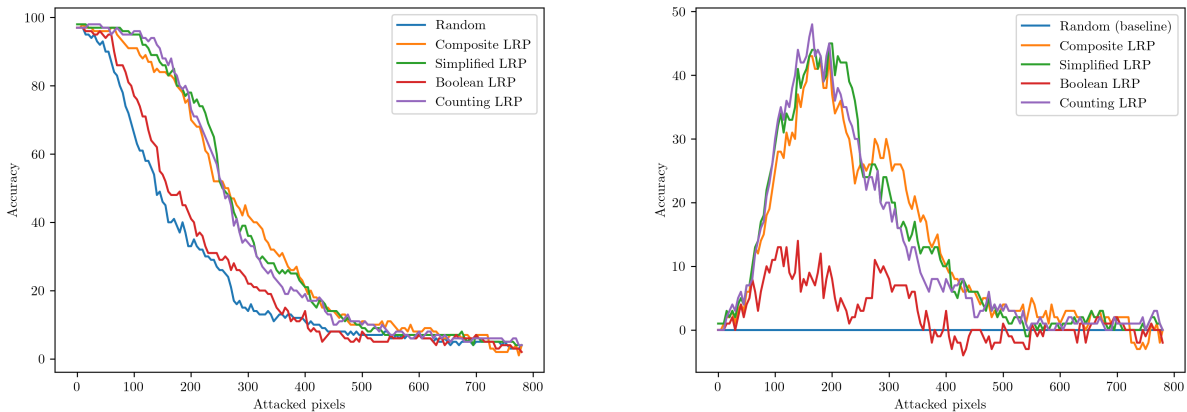 100
80
60
40
20
0
Accuracy
0
100
200
300
400
500
600
700
800
Attacked pixels
Random
Composite LRP
Simplified LRP
Boolean LRP
Counting LRP
50
40
30
20
10
0
Accuracy
0
100
200
300
400
500
600
700
800
Attacked pixels
Random (baseline)
Composite LRP
Simplified LRP
Boolean LRP
Counting LRP